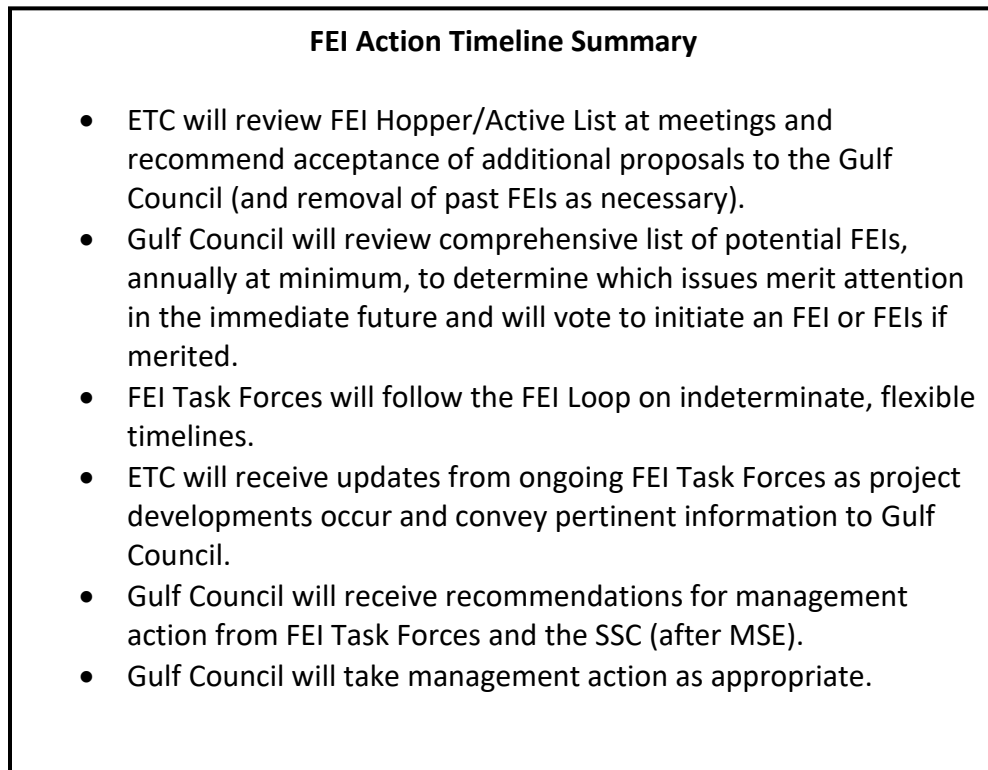 FEI Action Timeline Summary
• ETC will review FEI Hopper/Active List at meetings and
recommend acceptance of additional proposals to the Gulf
Council (and removal of past FEIs as necessary).
• Gulf Council will review comprehensive list of potential FEIs,
annually at minimum, to determine which issues merit attention
in the immediate future and will vote to initiate an FEI or FEIs if
merited.
• FEI Task Forces will follow the FEI Loop on indeterminate, flexible
timelines.
• ETC will receive updates from ongoing FEI Task Forces as project
developments occur and convey pertinent information to Gulf
Council.
• Gulf Council will receive recommendations for management
action from FEI Task Forces and the SSC (after MSE).
• Gulf Council will take management action as appropriate.